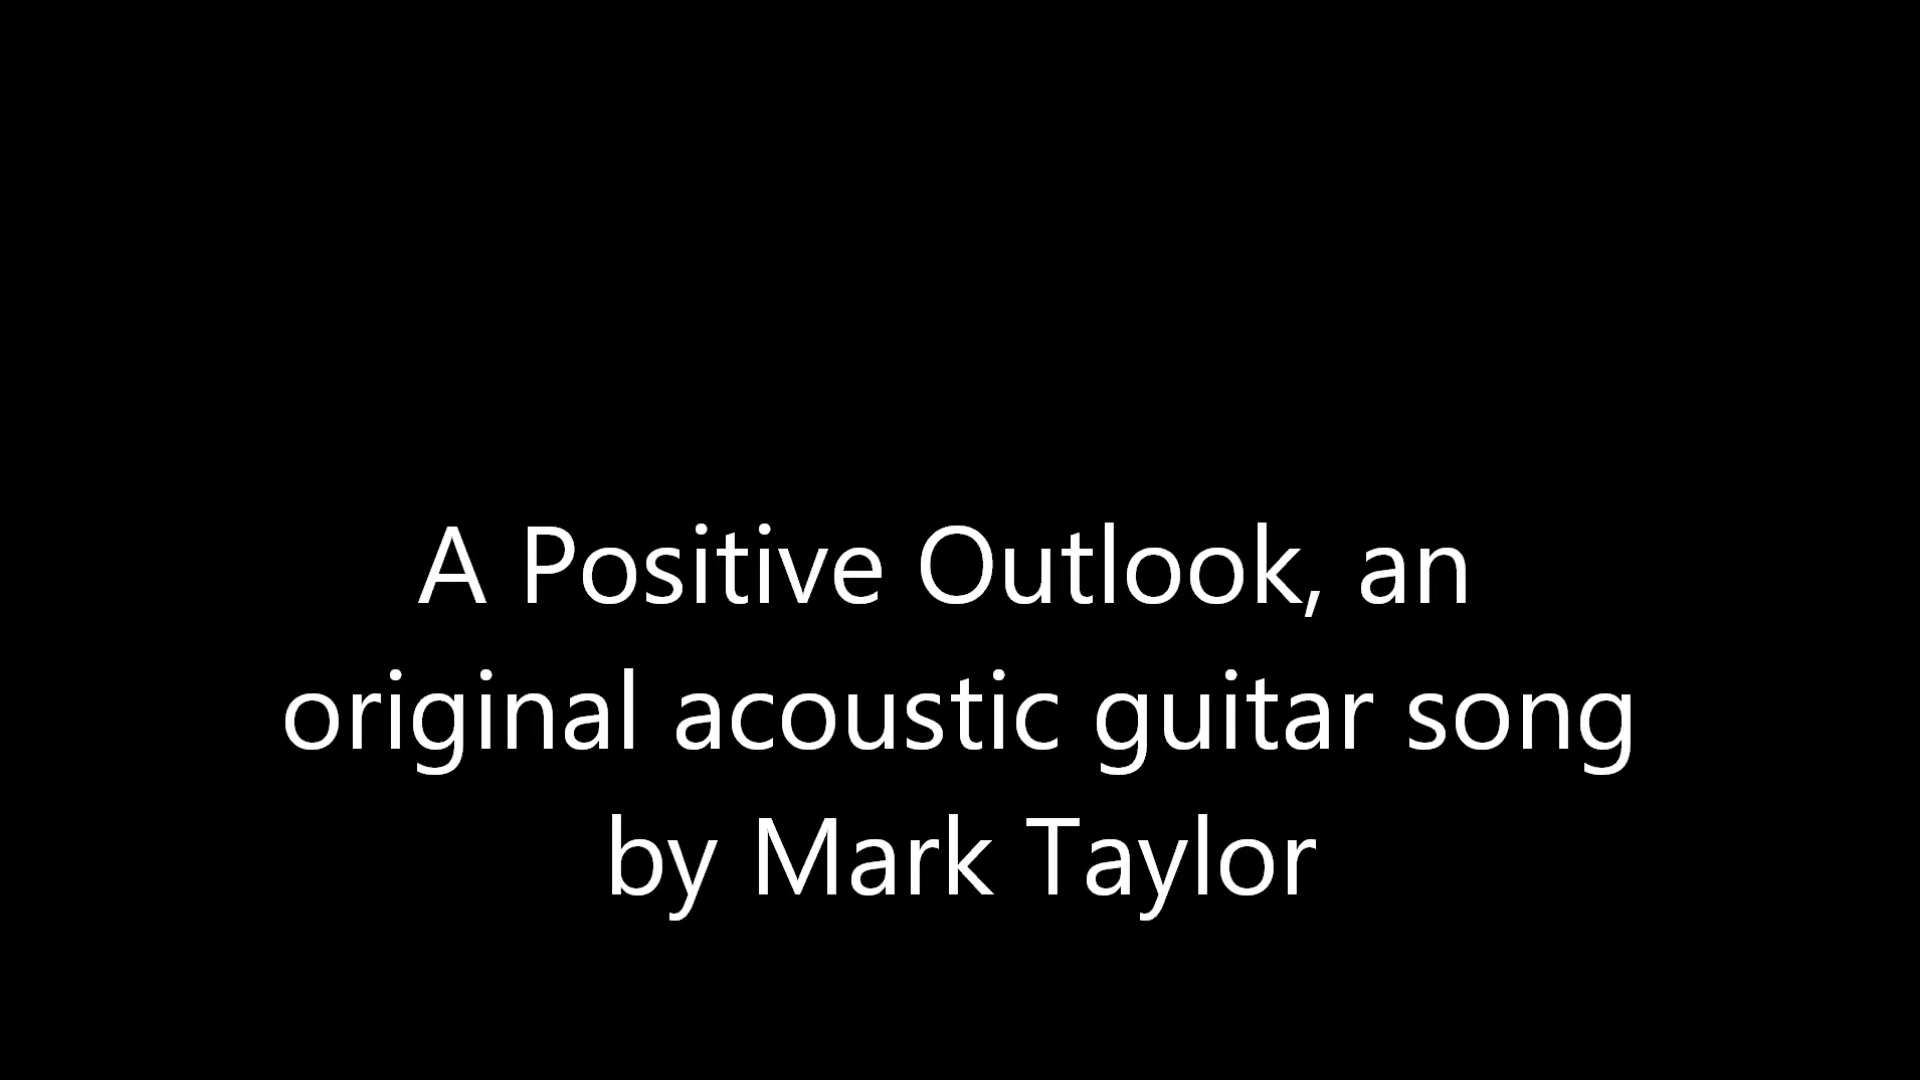 A Positive Outlook, an
original acoustic guitar song
by Mark Taylor